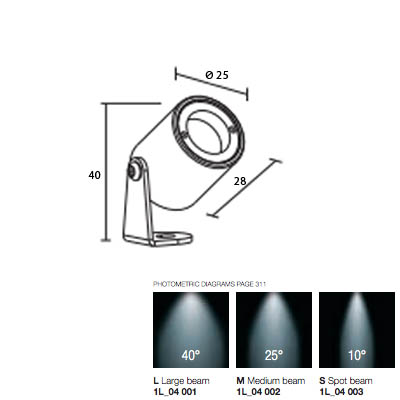 Ø 25
40
28
PHOTOMETRIC DIAGRAMS PAGE 311
40°
25°
10°
L Large beam
1L_04 001
M Medium beam
1L_04 002
S Spot beam
1L_04 003